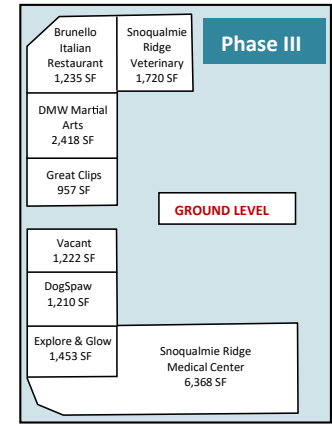 Brunello
Italian
Restaurant
1,235 SF
Snoqualmie
Ridge
Veterinary
1,720 SF
Phase III
DMW Martial
Arts
2,418 SF
Great Clips
957 SF
GROUND LEVEL
Vacant
1,222 SF
DogSpaw
1,210 SF
Explore & Glow
1,453 SF
Snoqualmie Ridge
Medical Center
6,368 SF